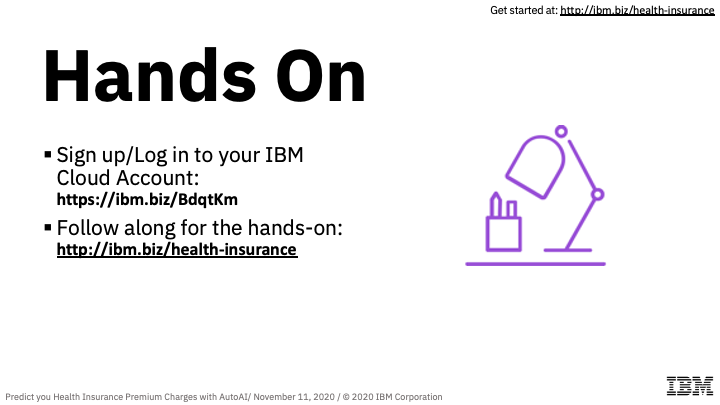 Get started at: http://ibm.biz/health-insurance
Hands On
▪ Sign up/Log in to your IBM
Cloud Account:
https://ibm.biz/BdqtKm
▪ Follow along for the hands-on:
http://ibm.biz/health-insurance
IBM
Predict you Health Insurance Premium Charges with AutoAI/ November 11, 2020 / © 2020 IBM Corporation